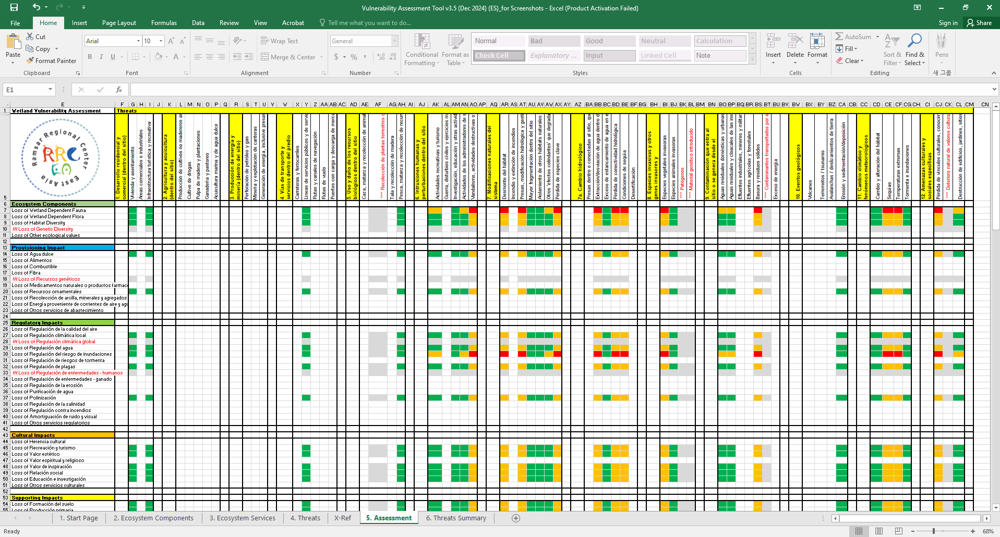 Vulnerability Assessment Tool v3.5 (Dec 2024) (ES)_for Screenshots - Excel (Product Activation Failed)
File Home Insert Page Layout Formulas Data Review View Acrobat Tell me what you want to do... Sign in Share
Paste Cut Copy Format Painter
Arial 10 B I U A
Wrap Text Merge & Center
General $ % ,
Conditional Formatting Format as Table
Normal Bad Good Neutral Calculation
Check Cell Explanatory ... Input Linked Cell Note
Insert Delete Format
AutoSum Fill Clear
Sort & Filter Find & Select Pens
Clipboard Font Alignment Number Styles Cells Editing 새 그룹
E1 fx
E F G H I J K L M N O P Q R S T U V W X Y Z AA AB AC AD AE AF AG AH AI AJ AK AL AM AN AO AP AQ AR AS AT AU AV AW AX AY AZ BA BB BC BD BE BF BG BH BI BJ BK BL BM BN BO BP BQ BR BS BT BU BV BW BX BY BZ CA CB CC CD CE CF CG CH CI CJ CK CL CM CN
1 Wetland Vulnerability Assessment Threats
Ramsar Regional Center
RRC
EA
East Asia
1. Desarrollo residencial y comercial (dentro del sitio)
Vivienda y asentamiento
Áreas comerciales e industriales
Infraestructura turística y recreativa
2. Agricultura y acuicultura (dentro del sitio)
Producción de cultivos no madereros an
Cultivo de drogas
Pulpa de madera y plantaciones
Ganadería y pastoreo
Acuicultura marina y de agua dulce
3. Producción de energía y minería (dentro del sitio)
Perforación de petróleo y gas
Minería y explotación de canteras
Generación de energía, inclusive presas
4. Vías de transporte y servicios dentro del predio
Carreteras y ferrocarriles
Líneas de servicios públicos y de servic
Rutas y canales de navegación
Rutas de vuelo
Puertos con carga y descarga de merca
5. Uso y daño de los recursos biológicos dentro del sitio
Caza, matanza y recolección de animal
*** Recolección de plantas terrestres o
Tala y recolección de madera
Pesca, matanza y recolección de recur
6. Intrusiones humanas y perturbaciones dentro del sitio
Actividades recreativas y turismo
Guerra, disturbios civiles y ejercicios m
Investigación, educación y otras activid
Actividades de los administradores de
Vandalismo, actividades destructivas o
7. Modificaciones naturales del sistema
Desmonte del hábitat
Incendio y extinción de incendios
Presas, modificación hidrológica y gesti
Mayor fragmentación dentro del sitio
Aislamiento de otros hábitats naturales
Otros 'efectos colindantes' que degrada
Pérdida de especies clave
7a. Cambio hidrológico
Presas dentro o conectadas al sitio, que
Extracción/desviación de agua dentro d
Exceso de estancamiento de agua en e
Pérdida de conectividad hidrológica
Condiciones de sequía
Desertificación
8. Especies invasivas y otros genes invasores y
Especies vegetales invasoras
Especies animales invasoras
*** Patógenos
*** Material genético introducido
9. Contaminación que entra al sitio o se genera desde el
Aguas residuales domésticas y urbanas
Aguas residuales y cloacales de las ins
Efluentes industriales, mineros y militar
Efluentes agrícolas y forestales
Basura y residuos sólidos
*** Contaminantes transportados por e
Exceso de energía
10. Eventos geológicos
Volcanes
Terremotos / tsunamis
Avalanchas / deslizamientos de tierra
Erosión y sedimentación/deposición
11. Cambio climático y fenómenos meteorológicos
Cambio y alteración del hábitat
Sequías
Temperaturas extremas
Tormenta e inundaciones
12. Amenazas culturales y sociales específicas
Pérdida de vínculos culturales, conocim
*** Deterioro natural de valores cultura
Destrucción de edificios, jardines, sitios
5
6 Ecosystem Components
7 Loss of Wetland Dependent Fauna
8 Loss of Wetland Dependent Flora
9 Loss of Habitat Diversity
10 /// Loss of Genetic Diversity
11 Loss of Other ecological values
12
13 Provisioning Impact
14 Loss of Agua dulce
15 Loss of Alimentos
16 Loss of Combustible
17 Loss of Fibra
18 /// Loss of Recursos genéticos
19 Loss of Medicamentos naturales o productos farmacé
20 Loss of Recursos ornamentales
21 Loss of Recolección de arcilla, minerales y agregados
22 Loss of Energía proveniente de corrientes de aire y agu
23 Loss of Otros servicios de abastecimiento
24
25 Regulatory Impacts
26 Loss of Regulación de la calidad del aire
27 Loss of Regulación climática local
28 /// Loss of Regulación climática global
29 Loss of Regulación del agua
30 Loss of Regulación del riesgo de inundaciones
31 Loss of Regulación de riesgos de tormenta
32 Loss of Regulación de plagas
33 /// Loss of Regulación de enfermedades - humanos
34 Loss of Regulación de enfermedades - ganado
35 Loss of Regulación de la erosión
36 Loss of Purificación de agua
37 Loss of Polinización
38 Loss of Regulación de la salinidad
39 Loss of Regulación contra incendios
40 Loss of Amortiguación de ruido y visual
41 Loss of Otros servicios regulatorios
42
43 Cultural Impacts
44 Loss of Herencia cultural
45 Loss of Recreación y turismo
46 Loss of Valor estético
47 Loss of Valor espiritual y religioso
48 Loss of Valor de inspiración
49 Loss of Relación social
50 Loss of Educación e investigación
51 Loss of Otros servicios culturales
52
53 Supporting Impacts
54 Loss of Formación del suelo
55 Loss of Producción primaria
1. Start Page 2. Ecosystem Components 3. Ecosystem Services 4. Threats X-Ref 5. Assessment 6. Threats Summary
Ready 68%